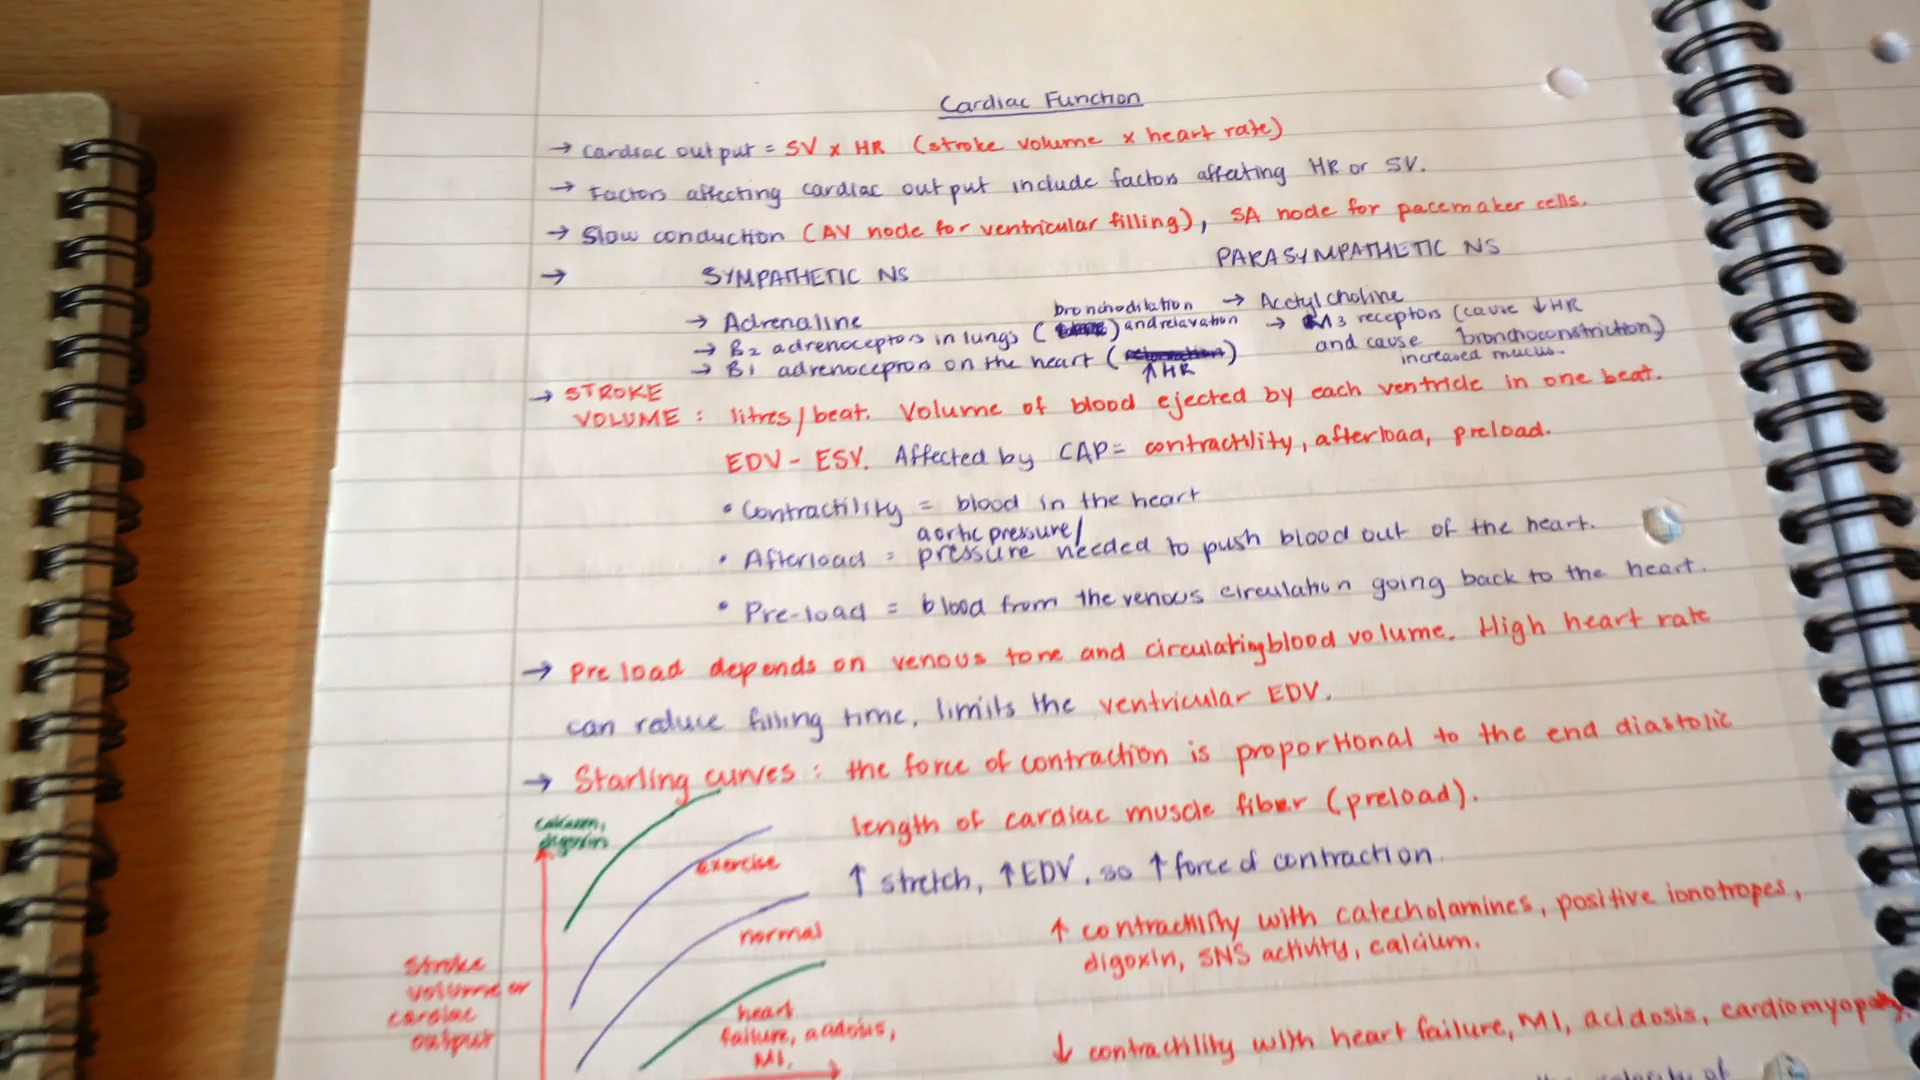 Cardiac Function
→ Cardiac output = SV x HR (stroke volume x heart rate)
→ Factors affecting cardiac output include factors affecting HR or SV.
→ Slow conduction (AV node for ventricular filling), SA node for pacemaker cells.
→ SYMPATHETIC NS
→ Adrenaline
→ B2 adrenoceptors in lungs ( bronchodilation ) and relaxation
→ B1 adrenoceptors on the heart ( ↑HR )
PARASYMPATHETIC NS
→ Acetylcholine
→ M3 receptors (cause ↓HR
and cause bronchoconstriction,)
increased mucus.
→ STROKE
VOLUME : litres/beat. Volume of blood ejected by each ventricle in one beat.
EDV - ESV. Affected by CAP = contractility, afterload, preload.
• Contractility = blood in the heart
aortic pressure/
• Afterload = pressure needed to push blood out of the heart.
• Pre-load = blood from the venous circulation going back to the heart.
→ Pre load depends on venous tone and circulating blood volume. High heart rate
can reduce filling time, limits the ventricular EDV.
→ Starling curves : the force of contraction is proportional to the end diastolic
length of cardiac muscle fiber (preload).
↑ stretch, ↑EDV, so ↑ force of contraction.
↑ contractility with catecholamines, positive ionotropes,
digoxin, SNS activity, calcium.
↓ contractility with heart failure, MI, acidosis, cardiomyopathy,
calcium,
digoxin
exercise
normal
heart
failure, acidosis,
MI.
Stroke
volume or
cardiac
output